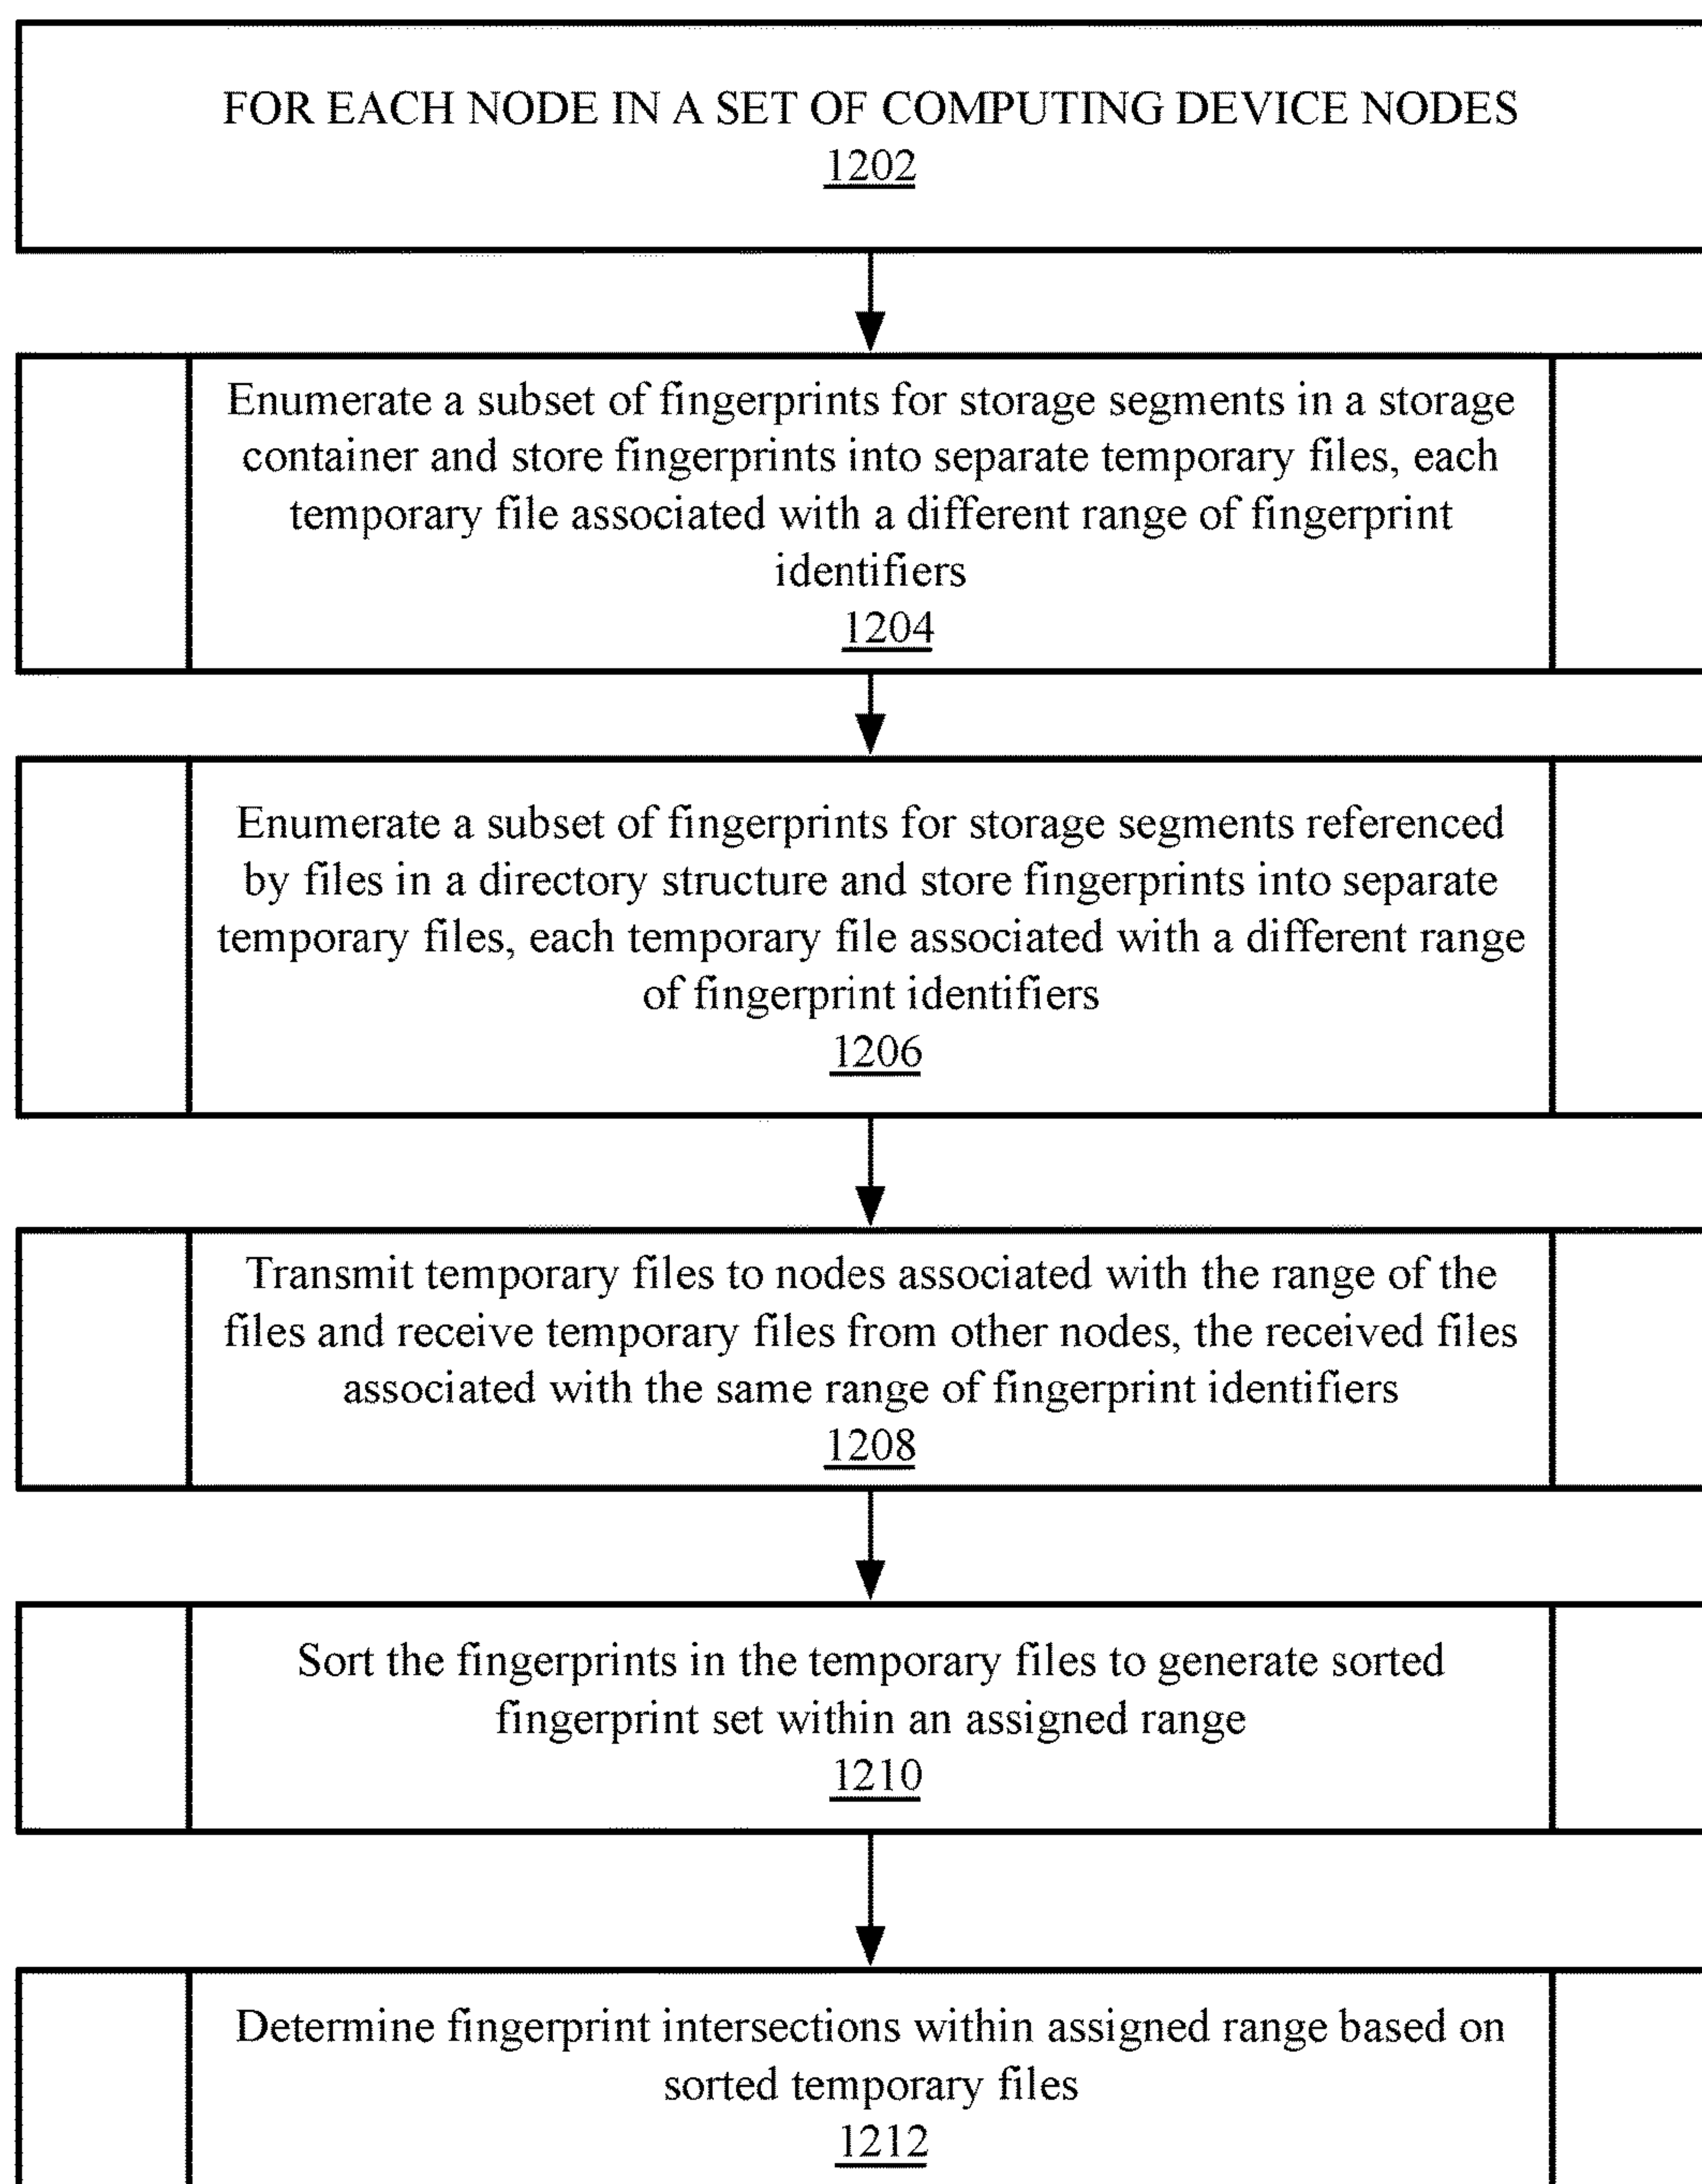 FOR EACH NODE IN A SET OF COMPUTING DEVICE NODES
1202
Enumerate a subset of fingerprints for storage segments in a storage
container and store fingerprints into separate temporary files, each
temporary file associated with a different range of fingerprint
identifiers
1204
Enumerate a subset of fingerprints for storage segments referenced
by files in a directory structure and store fingerprints into separate
temporary files, each temporary file associated with a different range
of fingerprint identifiers
1206
Transmit temporary files to nodes associated with the range of the
files and receive temporary files from other nodes, the received files
associated with the same range of fingerprint identifiers
1208
Sort the fingerprints in the temporary files to generate sorted
fingerprint set within an assigned range
1210
Determine fingerprint intersections within assigned range based on
sorted temporary files
1212